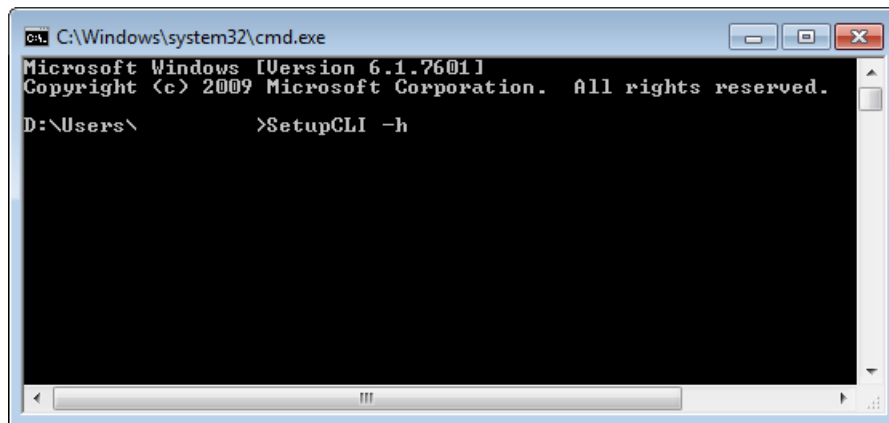 C:\Windows\system32\cmd.exe
Microsoft Windows [Version 6.1.7601]
Copyright (c) 2009 Microsoft Corporation.  All rights reserved.
D:\Users\          >SetupCLI -h